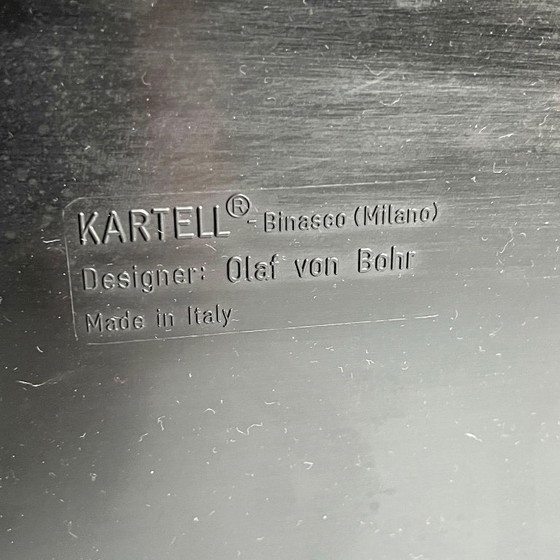 KARTELL® - Binasco (Milano)
Designer: Olaf von Bohr
Made in Italy